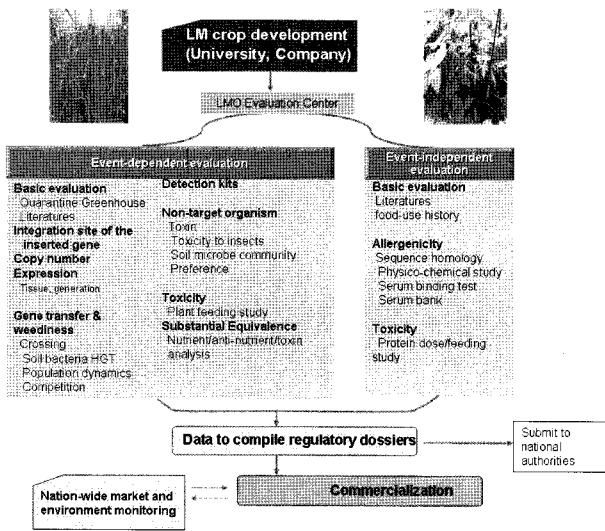 LM crop development
(University, Company)
LMO Evaluation Center
Event-dependent evaluation
Basic evaluation
Quarantine Greenhouse
Literatures
Integration site of the
inserted gene
Copy number
Expression
Tissue, generation
Gene transfer &
weediness
Crossing
Soil bacteria HGT
Population dynamics
Competition
Detection kits
Non-target organism
Toxin
Toxicity to insects
Soil microbe community
Preference
Toxicity
Plant feeding study
Substantial Equivalence
Nutrient/anti-nutrient/toxin
analysis
Event-independent
evaluation
Basic evaluation
Literatures
food-use history
Allergenicity
Sequence homology
Physico-chemical study
Serum binding test
Serum bank
Toxicity
Protein dose/feeding
study
Data to compile regulatory dossiers
Submit to
national
authorities
Nation-wide market and
environment monitoring
Commercialization